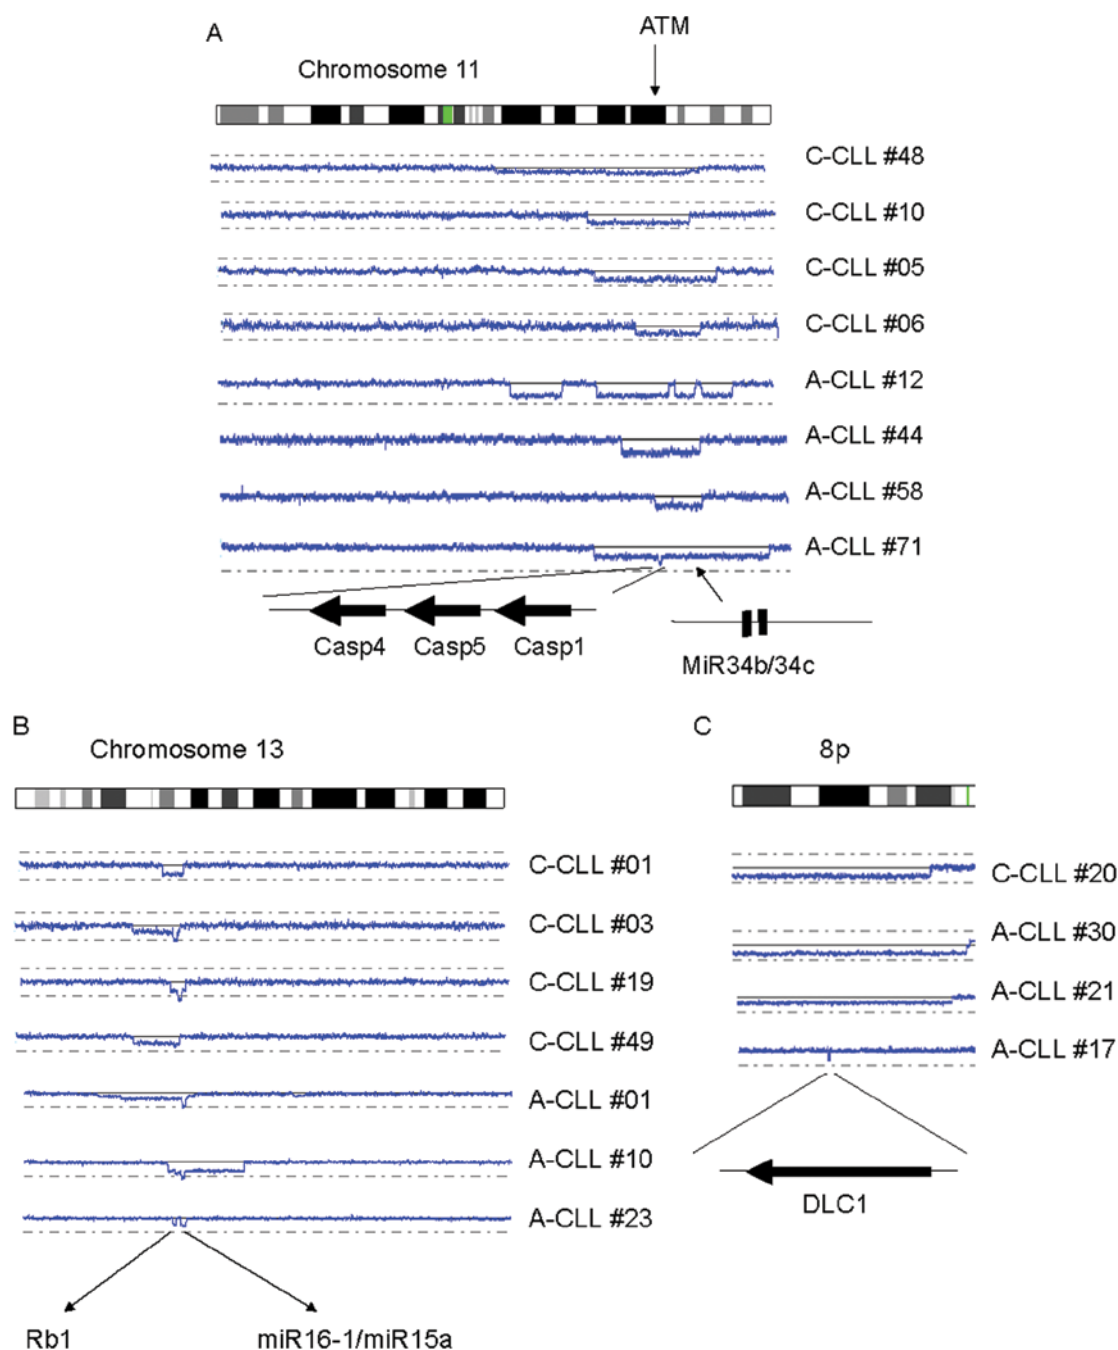 A
ATM
Chromosome 11
C-CLL #48
C-CLL #10
C-CLL #05
C-CLL #06
A-CLL #12
A-CLL #44
A-CLL #58
A-CLL #71
Casp4 Casp5 Casp1
MiR34b/34c
B
Chromosome 13
C-CLL #01
C-CLL #03
C-CLL #19
C-CLL #49
A-CLL #01
A-CLL #10
A-CLL #23
Rb1
miR16-1/miR15a
C
8p
C-CLL #20
A-CLL #30
A-CLL #21
A-CLL #17
DLC1